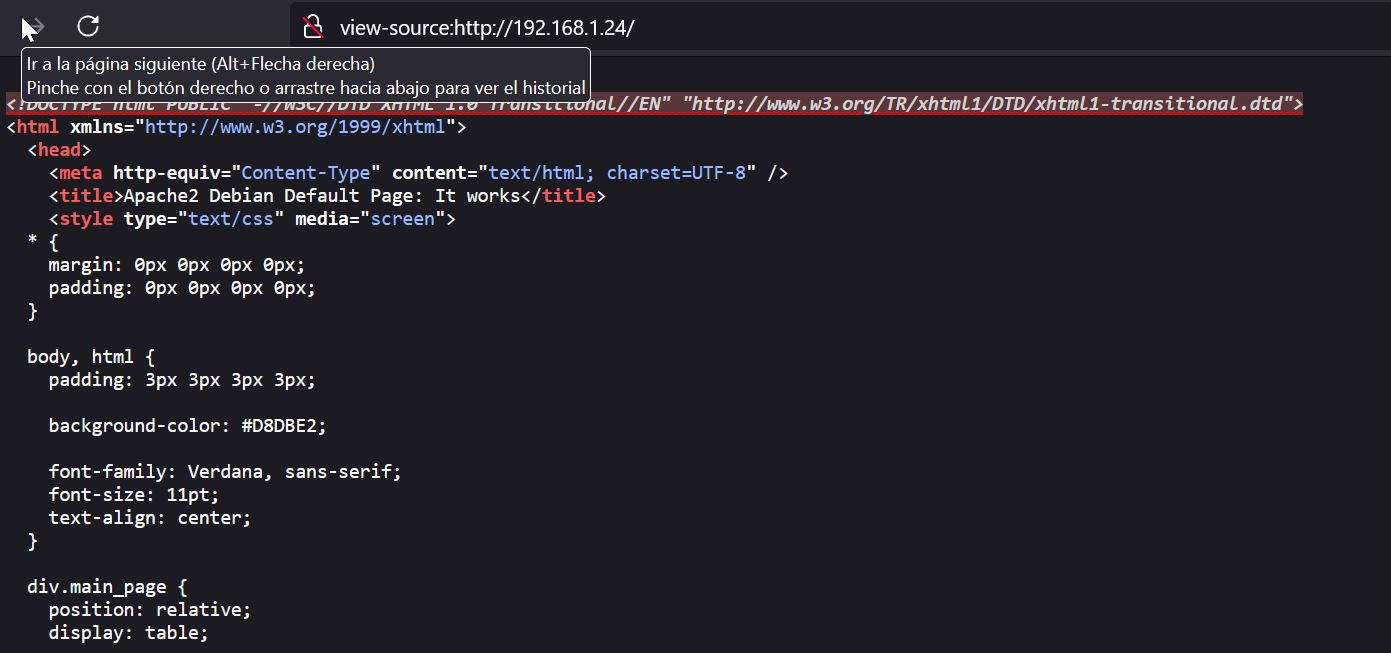 view-source:http://192.168.1.24/
Ir a la página siguiente (Alt+Flecha derecha)
Pinche con el botón derecho o arrastre hacia abajo para ver el historial
<!DOCTYPE html PUBLIC "-//W3C//DTD XHTML 1.0 Transitional//EN" "http://www.w3.org/TR/xhtml1/DTD/xhtml1-transitional.dtd">
<html xmlns="http://www.w3.org/1999/xhtml">
  <head>
    <meta http-equiv="Content-Type" content="text/html; charset=UTF-8" />
    <title>Apache2 Debian Default Page: It works</title>
    <style type="text/css" media="screen">
  * {
    margin: 0px 0px 0px 0px;
    padding: 0px 0px 0px 0px;
  }

  body, html {
    padding: 3px 3px 3px 3px;

    background-color: #D8DBE2;

    font-family: Verdana, sans-serif;
    font-size: 11pt;
    text-align: center;
  }

  div.main_page {
    position: relative;
    display: table;